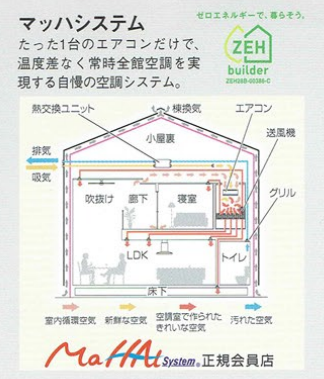 マッハシステム
たった1台のエアコンだけで、
温度差なく常時全館空調を実
現する自慢の空調システム。
ゼロエネルギーで、暮らそう。
ZEH
builder
熱交換ユニット
棟換気
エアコン
小屋裏
送風機
排気
吸気
グリル
吹抜け
廊下
寝室
LDK
トイレ
床下
室内循環空気
新鮮な空気
空調室で作られた
きれいな空気
汚れた空気
MaHAt System® 正規会員店